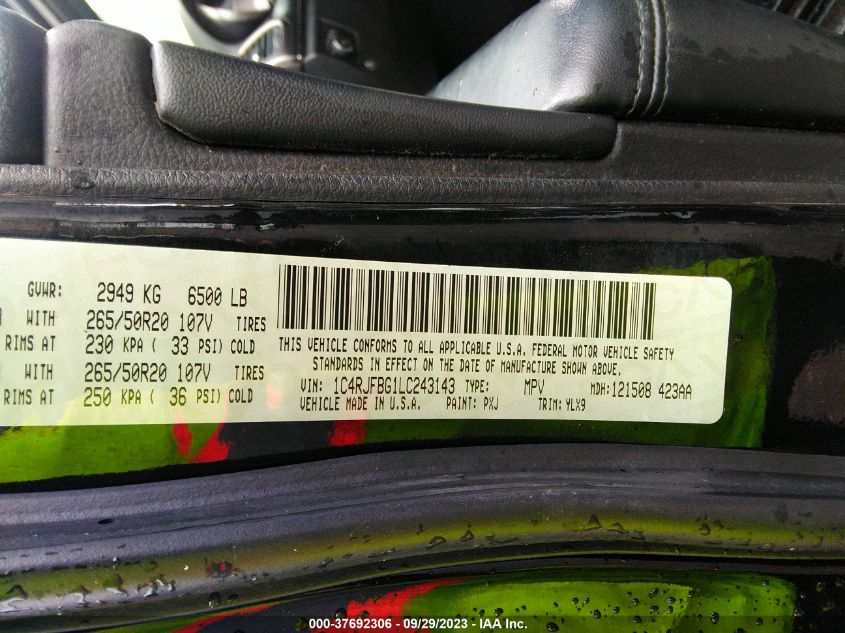 GVWR: 2949 KG 6500 LB
WITH 265/50R20 107V TIRES
RIMS AT 230 KPA ( 33 PSI) COLD
WITH 265/50R20 107V TIRES
RIMS AT 250 KPA ( 36 PSI) COLD
THIS VEHICLE CONFORMS TO ALL APPLICABLE U.S.A. FEDERAL MOTOR VEHICLE SAFETY
STANDARDS IN EFFECT ON THE DATE OF MANUFACTURE SHOWN ABOVE.
VIN: 1C4RJFBG1LC243143 TYPE: MPV MDH: 121508 423AA
VEHICLE MADE IN U.S.A. PAINT: PXJ TRIM: YLX9
000-37692306 - 09/29/2023 - IAA Inc.